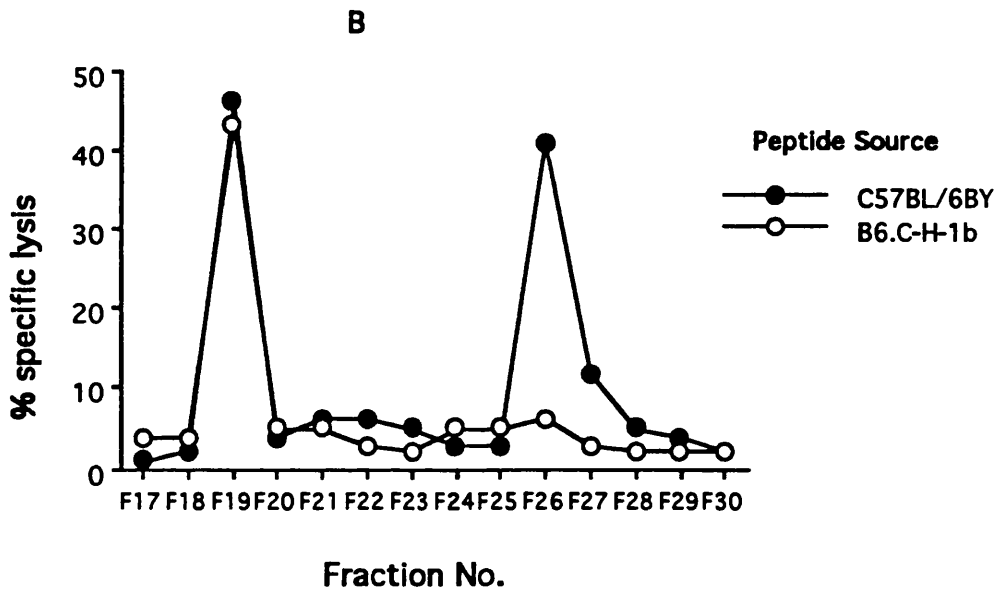 B
50
40
30
20
10
0
% specific lysis
F17 F18 F19 F20 F21 F22 F23 F24 F25 F26 F27 F28 F29 F30
Fraction No.
Peptide Source
C57BL/6BY
B6.C-H-1b